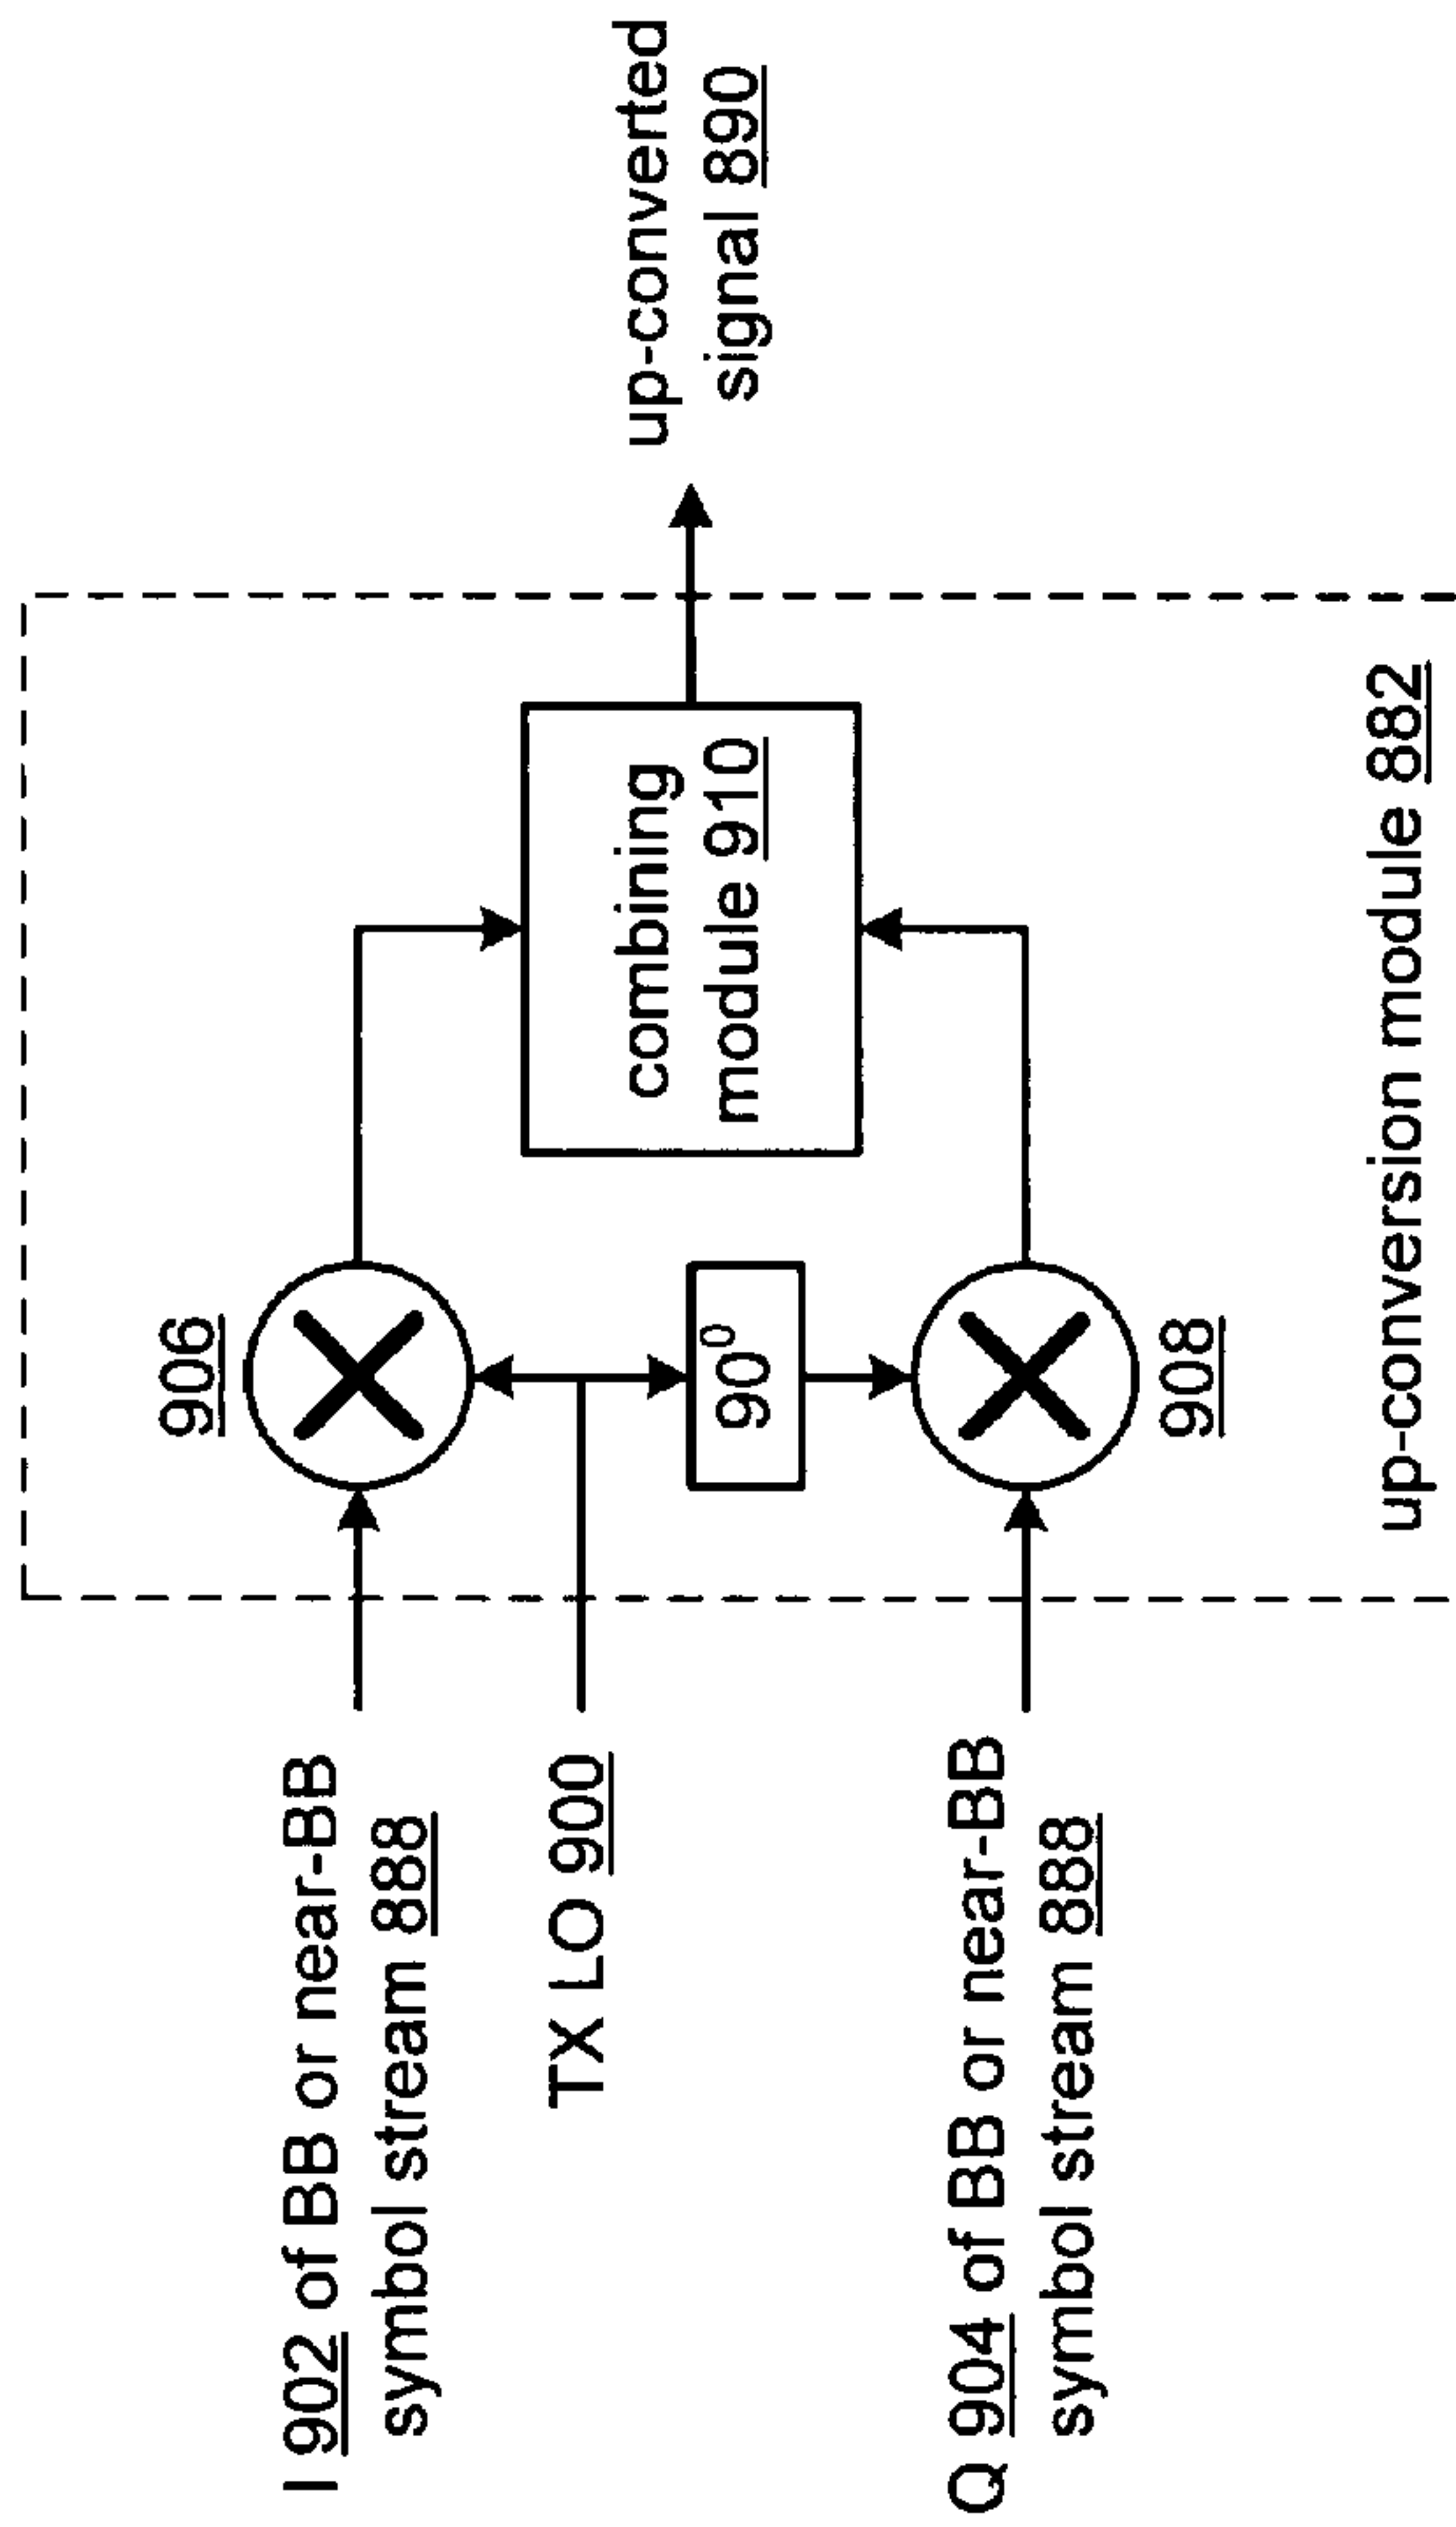 I 902 of BB or near-BB
symbol stream 888
TX LO 900
Q 904 of BB or near-BB
symbol stream 888
906
90⁰
908
combining
module 910
up-conversion module 882
up-converted
signal 890